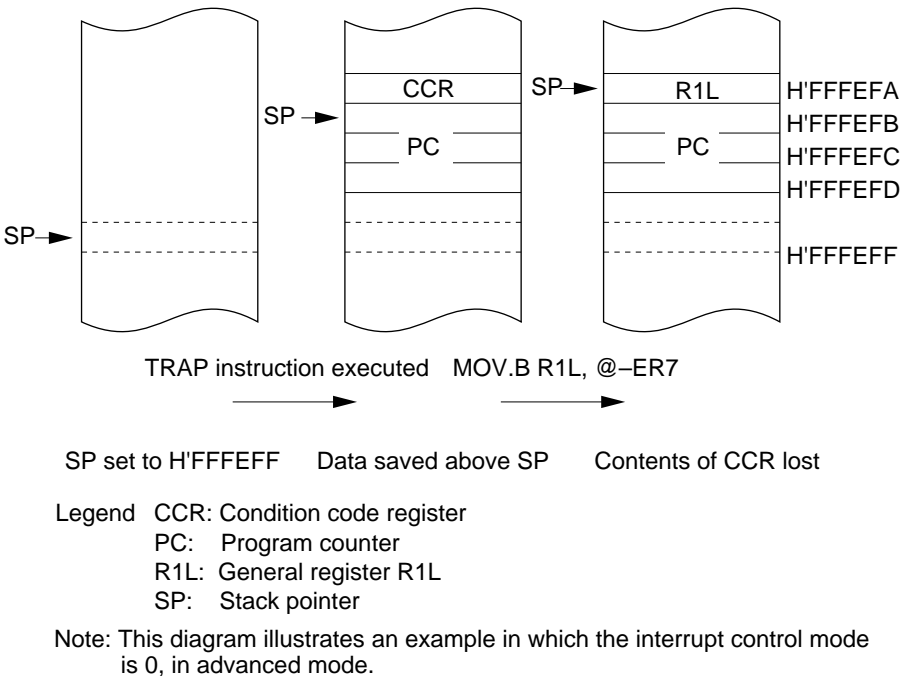 CCR
SP
R1L
H'FFFEFA
SP
H'FFFEFB
PC
PC
H'FFFEFC
H'FFFEFD
SP
H'FFFEFF
TRAP instruction executed
MOV.B R1L, @–ER7
SP set to H'FFFEFF
Data saved above SP
Contents of CCR lost
Legend CCR: Condition code register
PC: Program counter
R1L: General register R1L
SP: Stack pointer
Note: This diagram illustrates an example in which the interrupt control mode
is 0, in advanced mode.